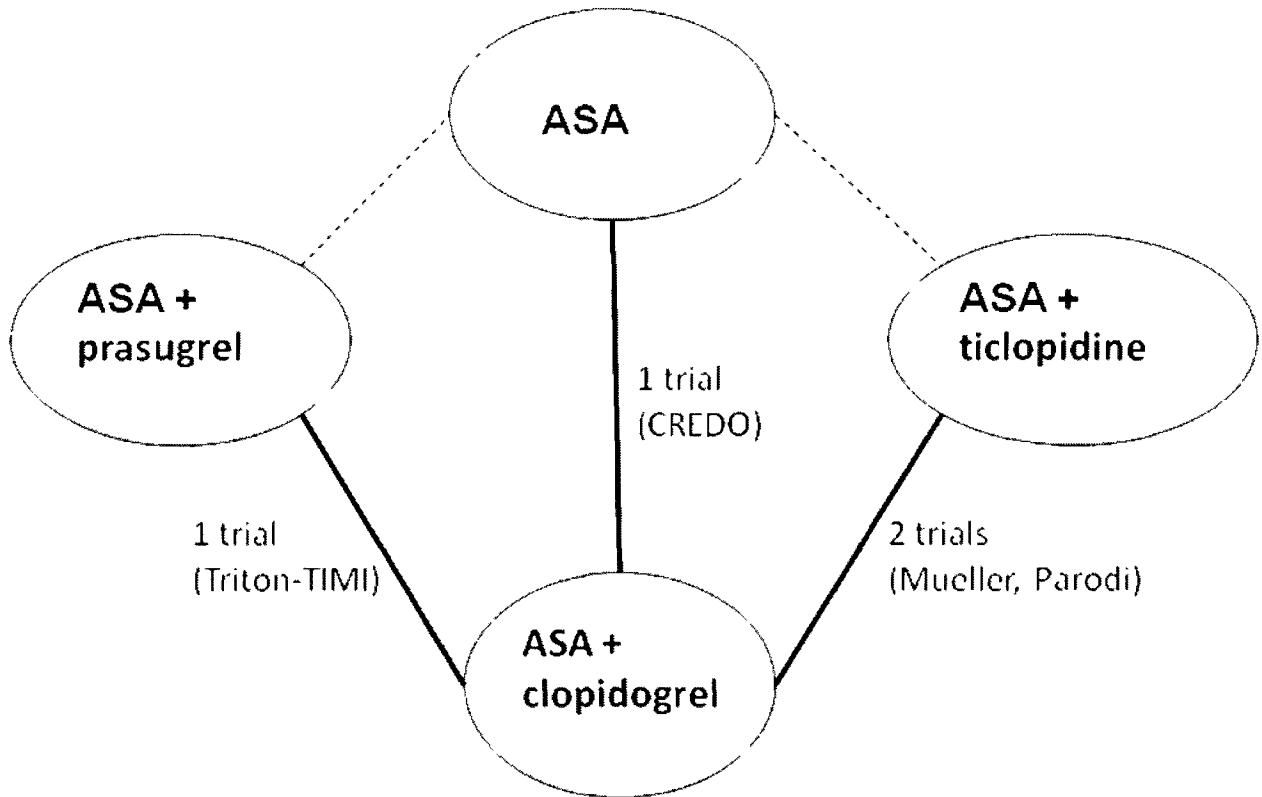 ASA
ASA +
prasugrel
ASA +
ticlopidine
1 trial
(CREDO)
1 trial
(Triton-TIMI)
2 trials
(Mueller, Parodi)
ASA +
clopidogrel